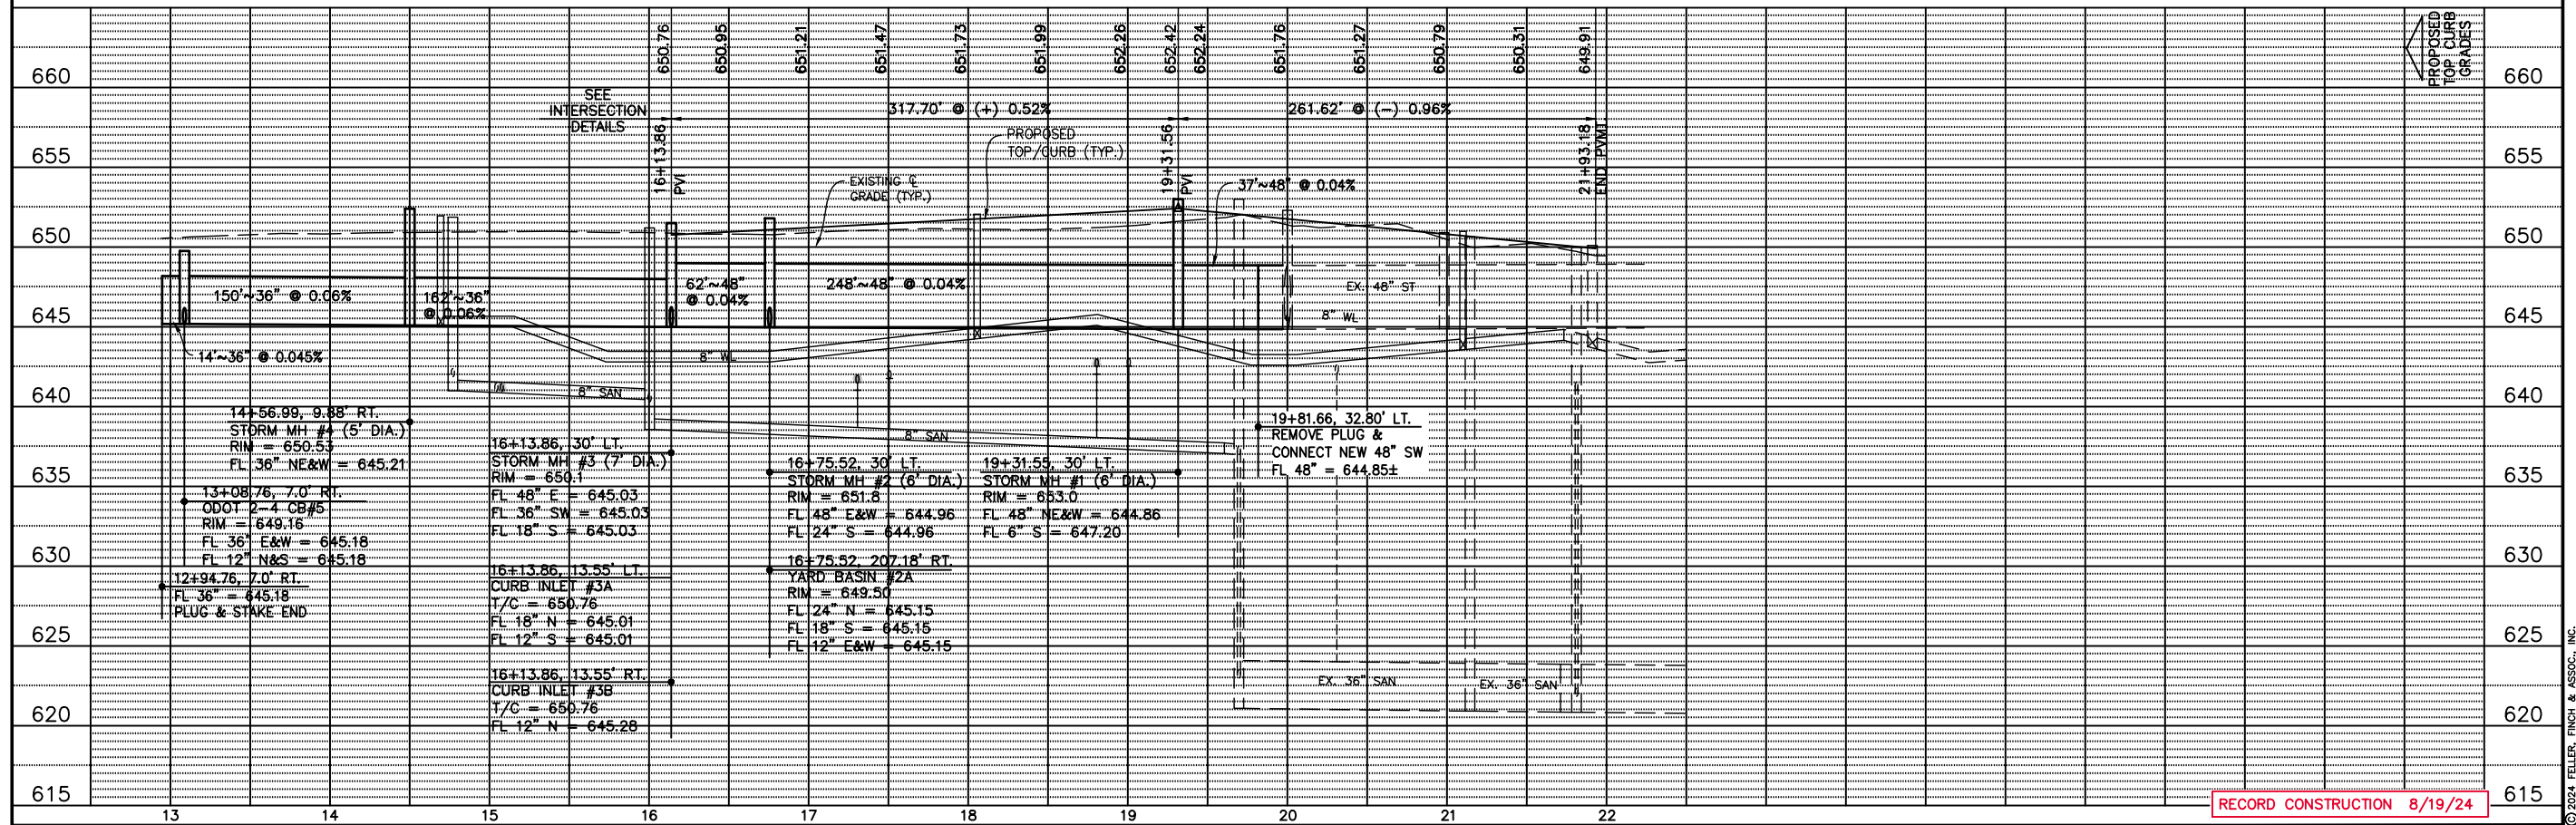 650.76
650.95
651.21
651.47
651.73
651.99
652.26
652.42
652.24
651.76
651.27
650.79
650.31
649.91
PROPOSED
TOP CURB
GRADES
660
660
SEE
INTERSECTION
DETAILS
317.70' @ (+) 0.52%
261.62' @ (-) 0.96%
16+13.86
PVI
19+31.56
PVI
21+93.18
END PVMT
PROPOSED
TOP/CURB (TYP.)
655
655
EXISTING ℄
GRADE (TYP.)
37'~48" @ 0.04%
650
650
150'~36" @ 0.06%
162'~36"
@ 0.06%
62'~48"
@ 0.04%
248'~48" @ 0.04%
EX. 48" ST
8" WL
645
645
14'~36" @ 0.045%
8" WL
8" SAN
640
640
14+56.99, 9.88' RT.
STORM MH #4 (5' DIA.)
RIM = 650.53
FL 36" NE&W = 645.21
16+13.86, 30' LT.
STORM MH #3 (7' DIA.)
RIM = 650.1
FL 48" E = 645.03
FL 36" SW = 645.03
FL 18" S = 645.03
8" SAN
16+75.52, 30' LT.
STORM MH #2 (6' DIA.)
RIM = 651.8
FL 48" E&W = 644.96
FL 24" S = 644.96
19+31.55, 30' LT.
STORM MH #1 (6' DIA.)
RIM = 653.0
FL 48" NE&W = 644.86
FL 6" S = 647.20
19+81.66, 32.80' LT.
REMOVE PLUG &
CONNECT NEW 48" SW
FL 48" = 644.85±
635
635
13+08.76, 7.0' RT.
ODOT 2-4 CB#5
RIM = 649.16
FL 36" E&W = 645.18
FL 12" N&S = 645.18
630
630
12+94.76, 7.0' RT.
FL 36" = 645.18
PLUG & STAKE END
16+13.86, 13.55' LT.
CURB INLET #3A
T/C = 650.76
FL 18" N = 645.01
FL 12" S = 645.01
16+75.52, 207.18' RT.
YARD BASIN #2A
RIM = 649.50
FL 24" N = 645.15
FL 18" S = 645.15
FL 12" E&W = 645.15
625
625
16+13.86, 13.55' RT.
CURB INLET #3B
T/C = 650.76
FL 12" N = 645.28
EX. 36" SAN
EX. 36" SAN
620
620
615
615
13
14
15
16
17
18
19
20
21
22
RECORD CONSTRUCTION 8/19/24
(C)2024 FELLER, FINCH & ASSOC., INC.